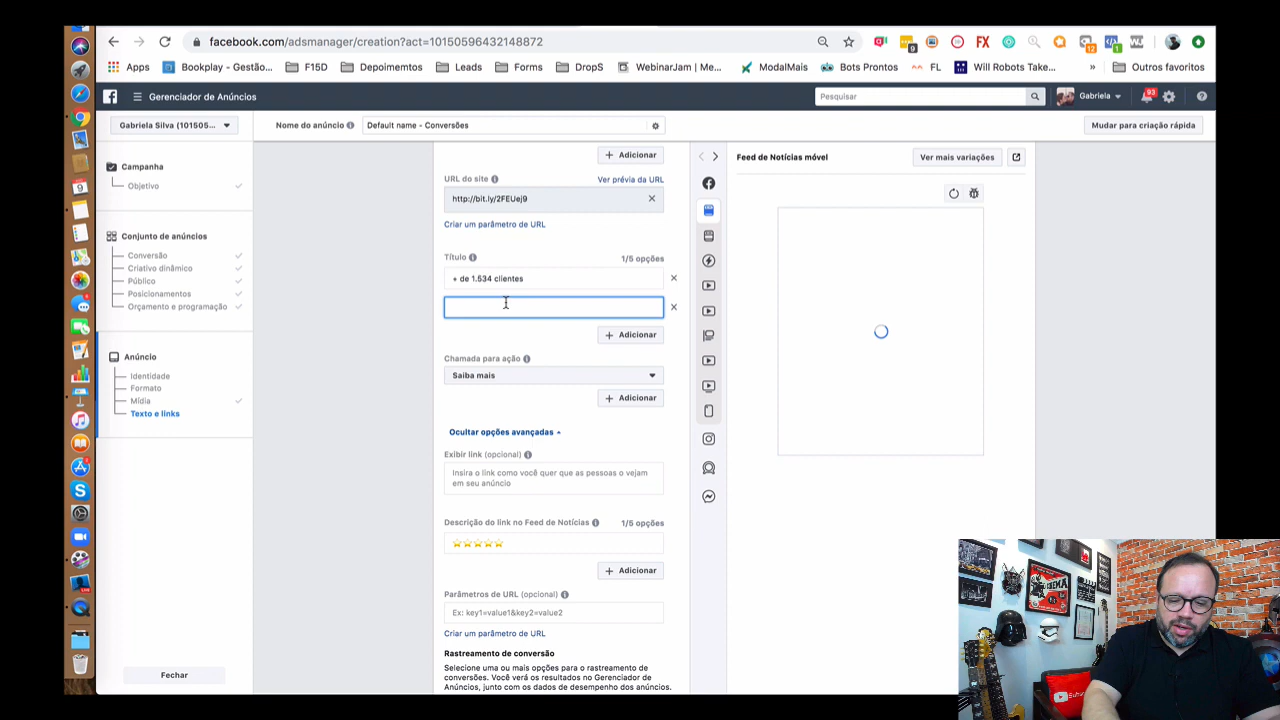 facebook.com/adsmanager/creation?act=10150596432148872
Apps
Bookplay - Gestão...
F15D
Depoimentos
Leads
Forms
DropS
WebinarJam | Me...
ModalMais
Bots Prontos
FL
Will Robots Take...
»
Outros favoritos
Gerenciador de Anúncios
Pesquisar
Gabriela
93
Gabriela Silva (101505...
Nome do anúncio
Default name - Conversões
Mudar para criação rápida
Campanha
Objetivo
Conjunto de anúncios
Conversão
Criativo dinâmico
Público
Posicionamentos
Orçamento e programação
Anúncio
Identidade
Formato
Mídia
Texto e links
Fechar
+ Adicionar
URL do site
Ver prévia da URL
http://bit.ly/2FEUej9
Criar um parâmetro de URL
Título
1/5 opções
+ de 1.534 clientes
+ Adicionar
Chamada para ação
Saiba mais
+ Adicionar
Ocultar opções avançadas
Exibir link (opcional)
Insira o link como você quer que as pessoas o vejam
em seu anúncio
Descrição do link no Feed de Notícias
1/5 opções
⭐⭐⭐⭐⭐
+ Adicionar
Parâmetros de URL (opcional)
Ex: key1=value1&key2=value2
Criar um parâmetro de URL
Rastreamento de conversão
Selecione uma ou mais opções para o rastreamento de
conversões. Você verá os resultados no Gerenciador de
Anúncios, junto com os dados de desempenho dos anúncios.
Feed de Notícias móvel
Ver mais variações